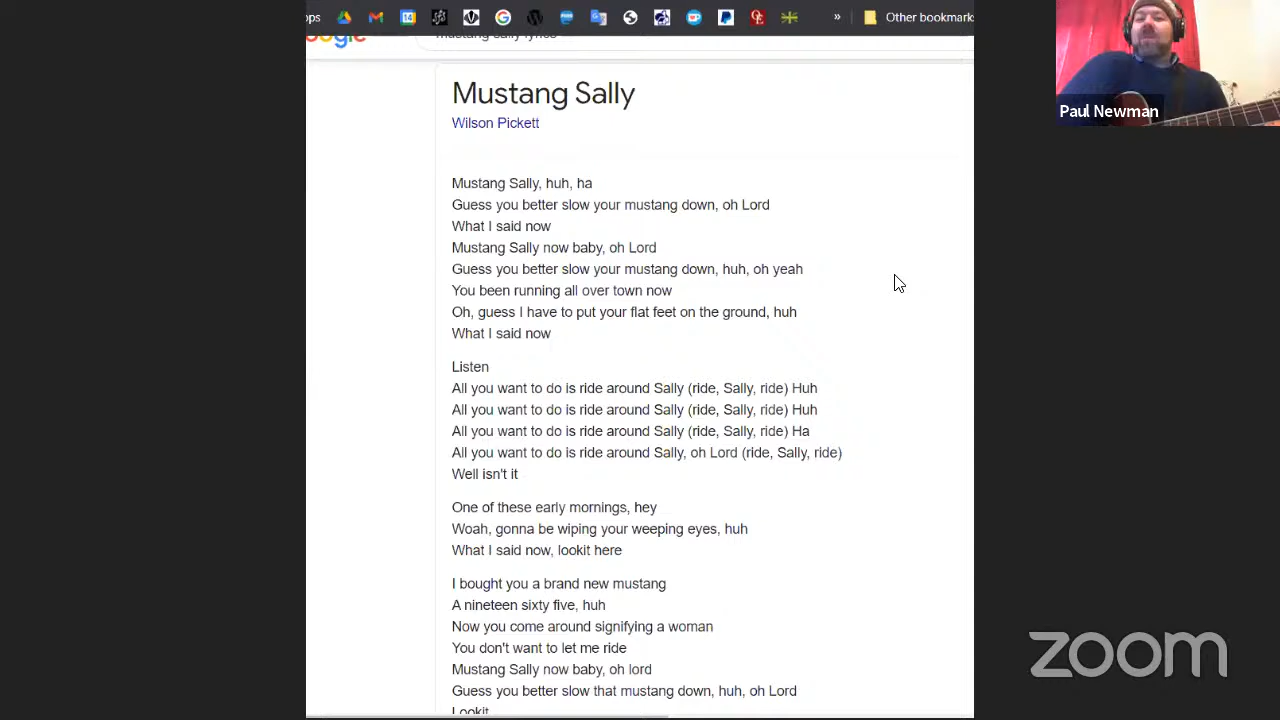 ops
14
Other bookmarks
mustang sally lyrics
Mustang Sally
Wilson Pickett
Mustang Sally, huh, ha
Guess you better slow your mustang down, oh Lord
What I said now
Mustang Sally now baby, oh Lord
Guess you better slow your mustang down, huh, oh yeah
You been running all over town now
Oh, guess I have to put your flat feet on the ground, huh
What I said now
Listen
All you want to do is ride around Sally (ride, Sally, ride) Huh
All you want to do is ride around Sally (ride, Sally, ride) Huh
All you want to do is ride around Sally (ride, Sally, ride) Ha
All you want to do is ride around Sally, oh Lord (ride, Sally, ride)
Well isn't it
One of these early mornings, hey
Woah, gonna be wiping your weeping eyes, huh
What I said now, lookit here
I bought you a brand new mustang
A nineteen sixty five, huh
Now you come around signifying a woman
You don't want to let me ride
Mustang Sally now baby, oh lord
Guess you better slow that mustang down, huh, oh Lord
Lookit
Paul Newman
zoom